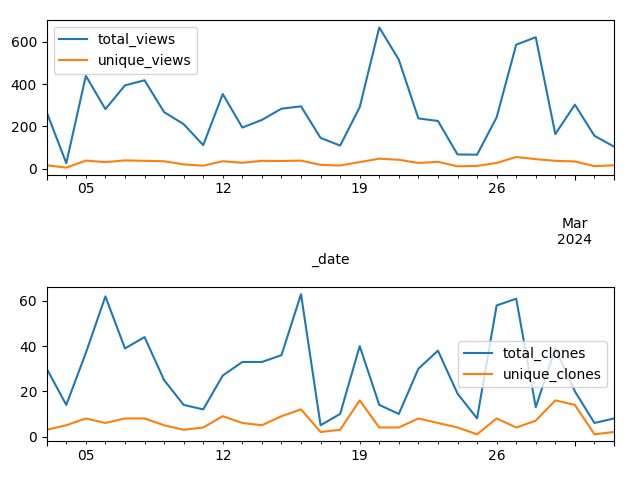 total_views
unique_views
600
400
200
0
05 12 19 26
Mar
2024
_date
total_clones
unique_clones
60
40
20
0
05 12 19 26